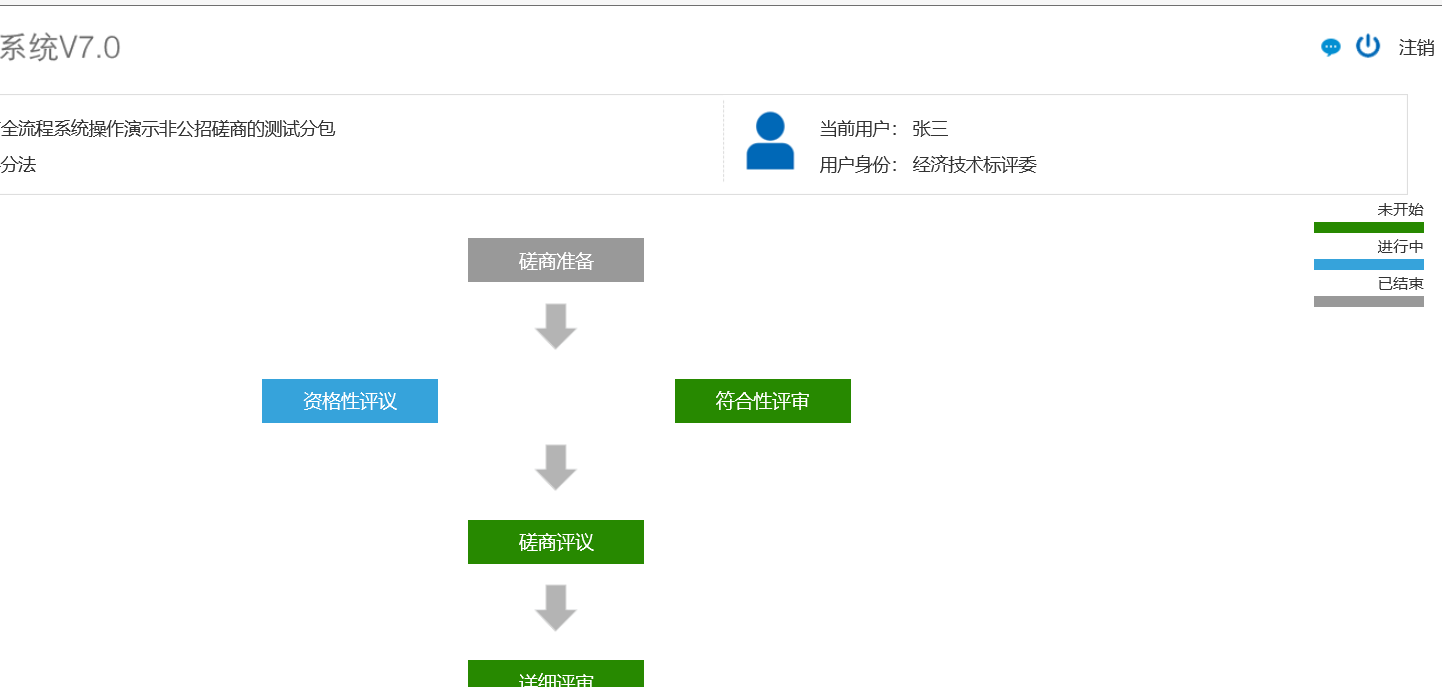 系统V7.0
注销
全流程系统操作演示非公招磋商的测试分包
当前用户： 张三
分法
用户身份： 经济技术标评委
未开始
进行中
已结束
磋商准备
资格性评议
符合性评审
磋商评议
详细评审